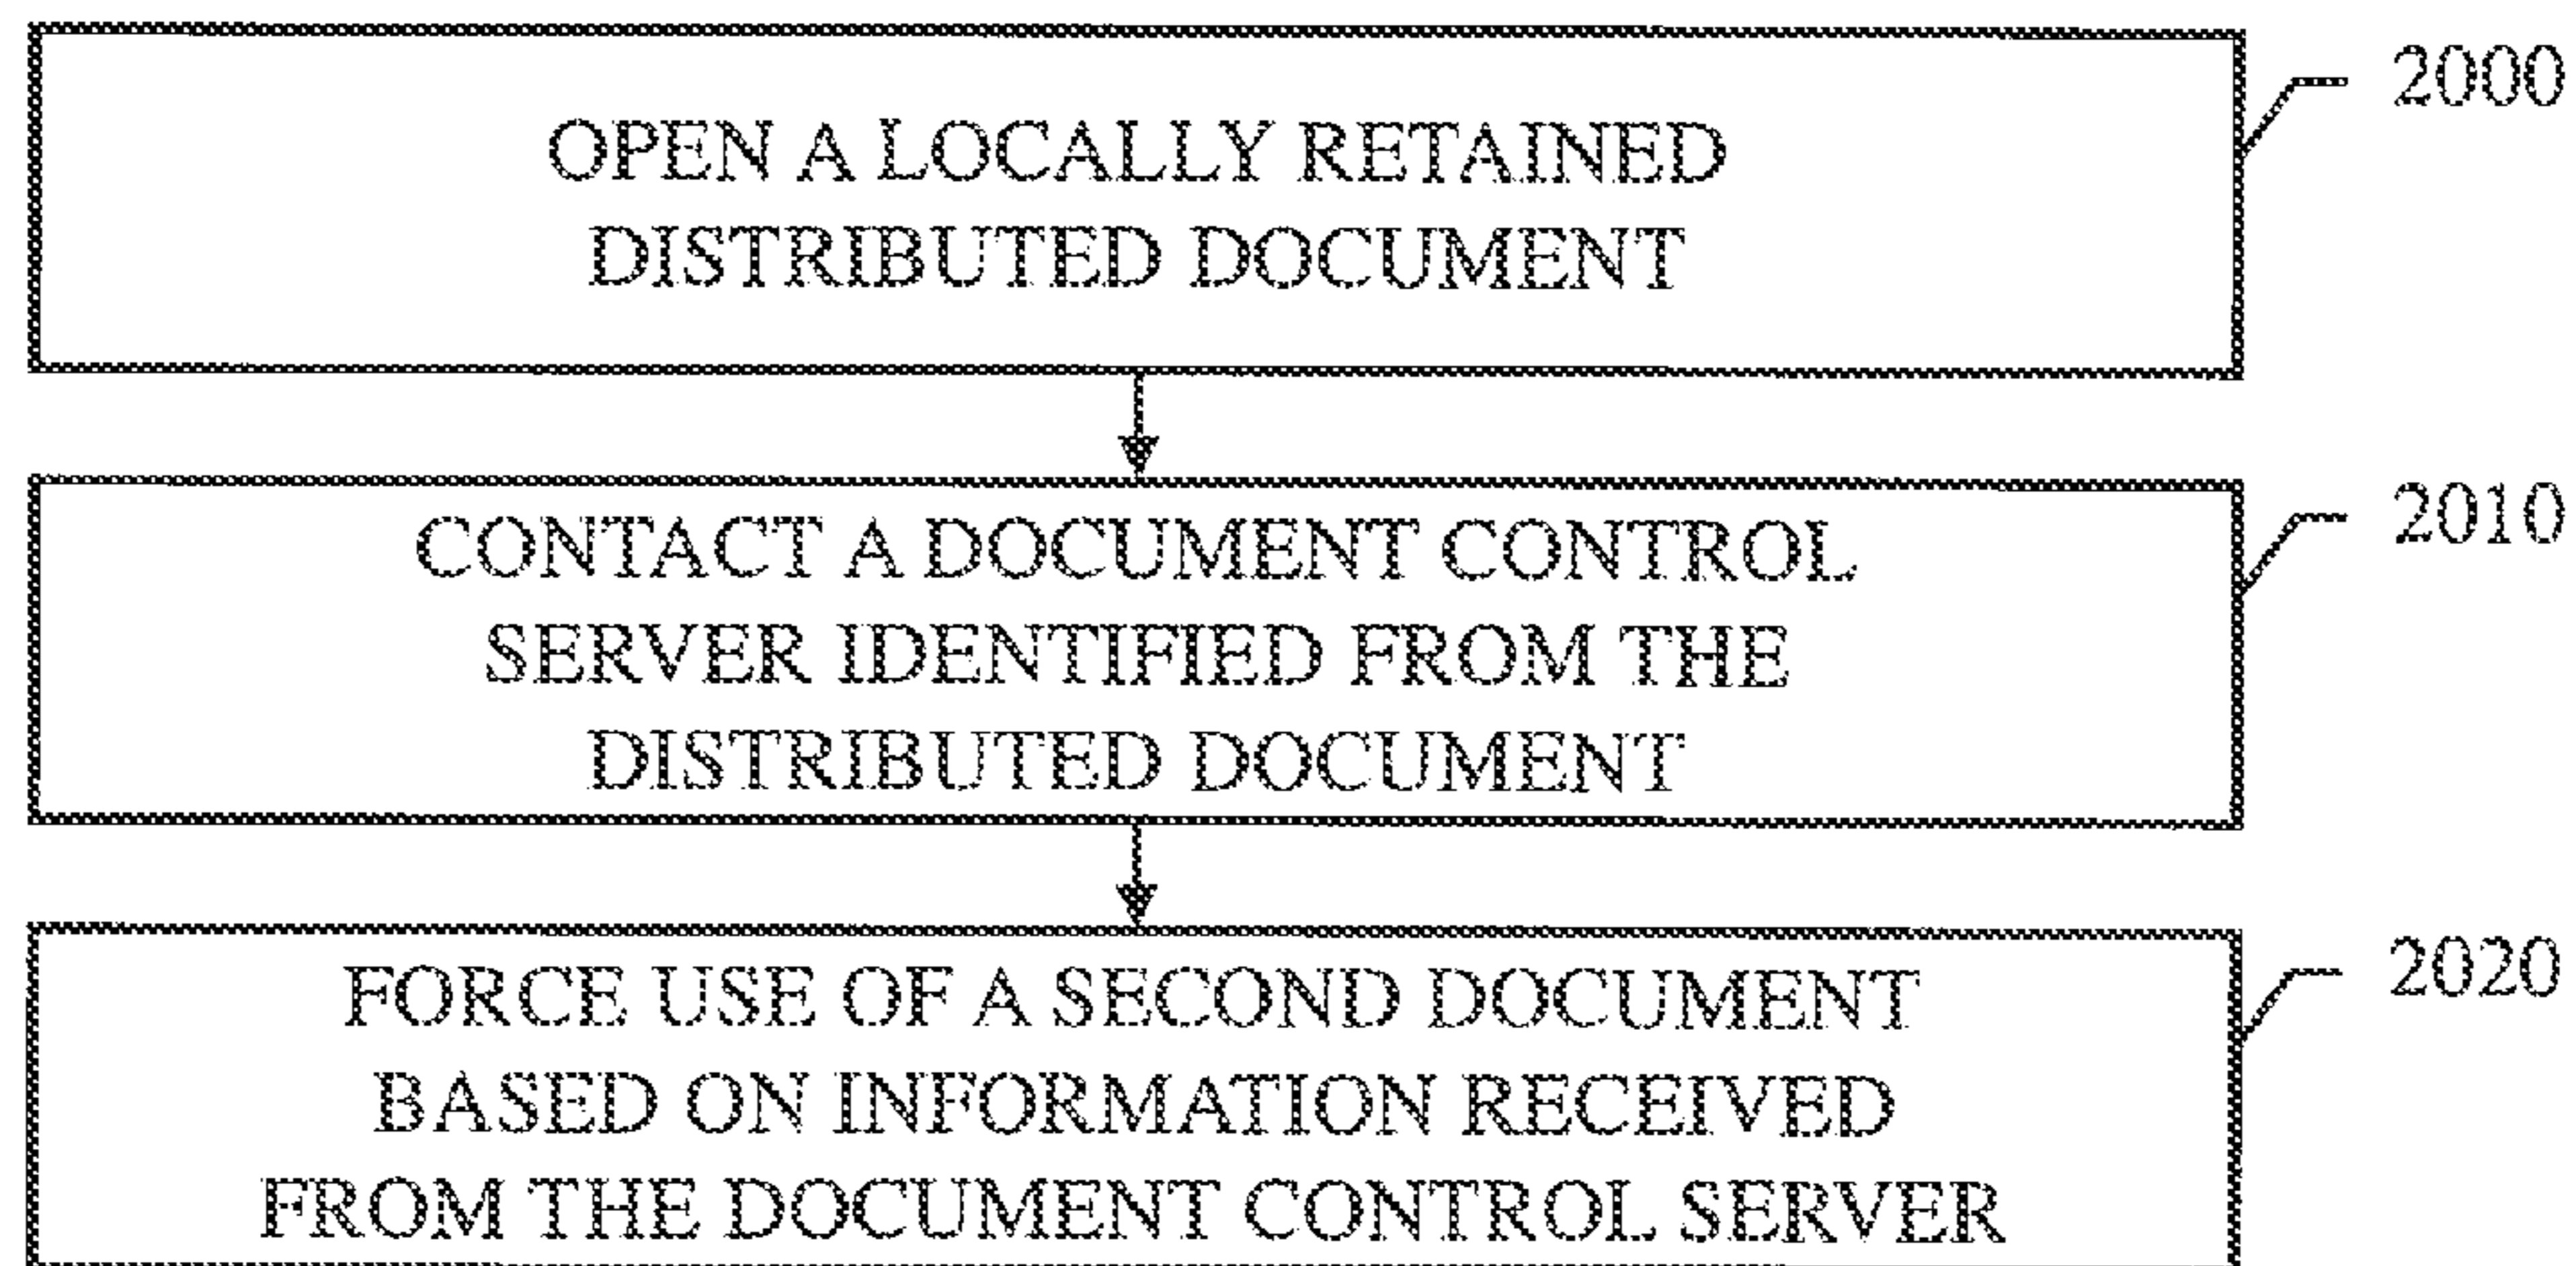 OPEN A LOCALLY RETAINED
DISTRIBUTED DOCUMENT
2000
CONTACT A DOCUMENT CONTROL
SERVER IDENTIFIED FROM THE
DISTRIBUTED DOCUMENT
2010
FORCE USE OF A SECOND DOCUMENT
BASED ON INFORMATION RECEIVED
FROM THE DOCUMENT CONTROL SERVER
2020